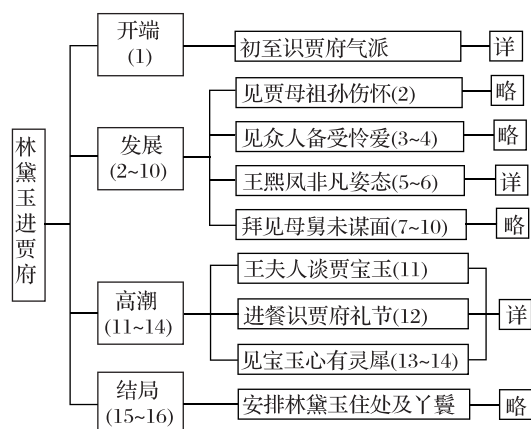 林黛玉进贾府
开端
(1)
初至识贾府气派
详
发展
(2~10)
见贾母祖孙伤怀(2)
略
见众人备受怜爱(3~4)
略
王熙凤非凡姿态(5~6)
详
拜见母舅未谋面(7~10)
略
高潮
(11~14)
王夫人谈贾宝玉(11)
进餐识贾府礼节(12)
见宝玉心有灵犀(13~14)
详
结局
(15~16)
安排林黛玉住处及丫鬟
略